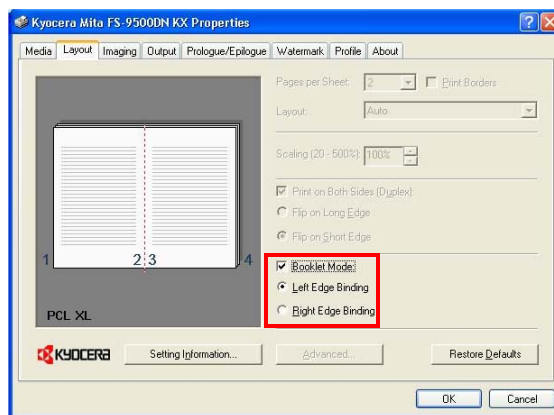 Kyocera Mita FS-9500DN KX Properties
Media Layout Imaging Output Prologue/Epilogue Watermark Profile About
Pages per Sheet: 2 Print Borders
Layout: Auto
Scaling (20 - 500%): 100%
Print on Both Sides (Duplex):
Flip on Long Edge
Flip on Short Edge
1 2 3 4
Booklet Mode:
Left Edge Binding
Right Edge Binding
PCL XL
KYOCERA Setting Information... Advanced... Restore Defaults
OK Cancel